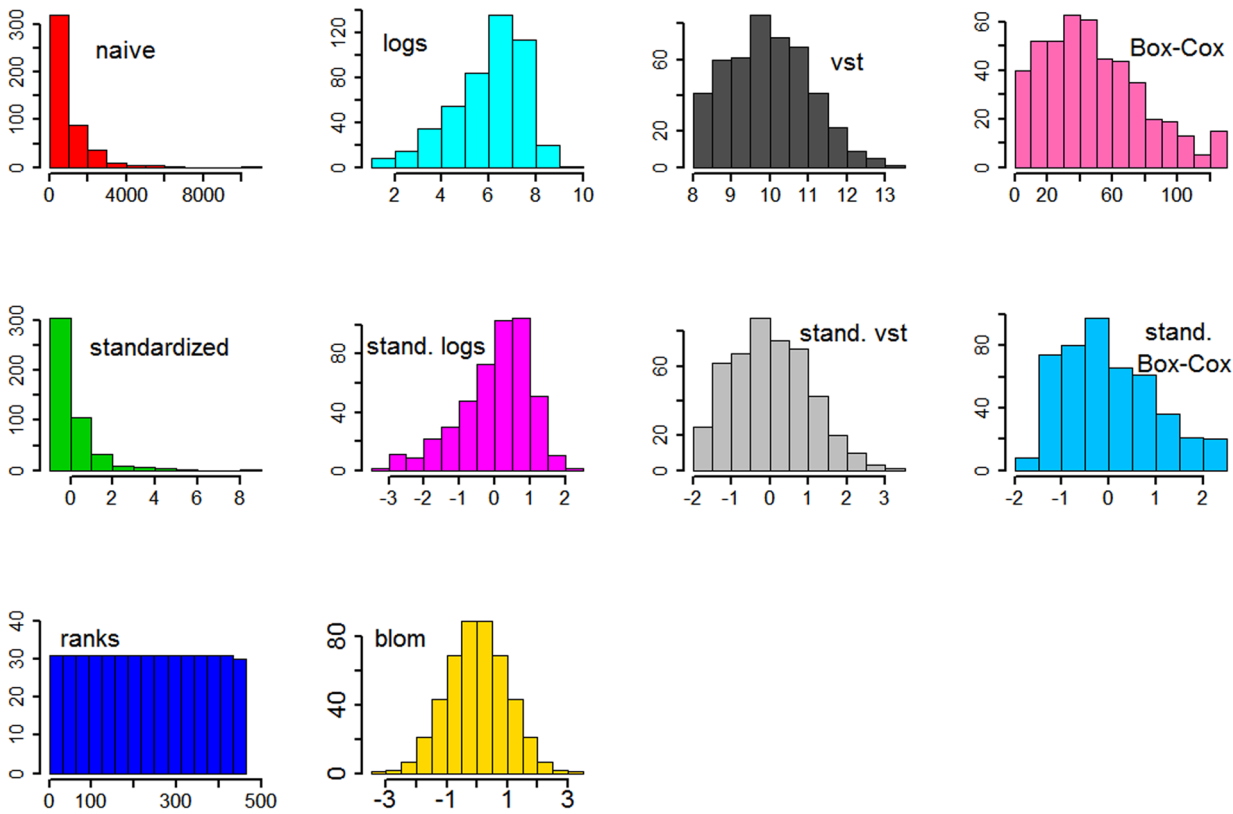 naive
0 100 200 300
0 4000 8000
logs
0 40 80 120
2 4 6 8 10
vst
0 20 60
8 9 10 11 12 13
Box-Cox
0 20 40 60
0 20 60 100
standardized
0 100 200 300
0 2 4 6 8
stand. logs
0 40 80
-3 -2 -1 0 1 2
stand. vst
0 20 60
-2 -1 0 1 2 3
stand.
Box-Cox
0 40 80
-2 -1 0 1 2
ranks
0 10 20 30 40
0 100 300 500
blom
0 40 80
-3 -1 1 3